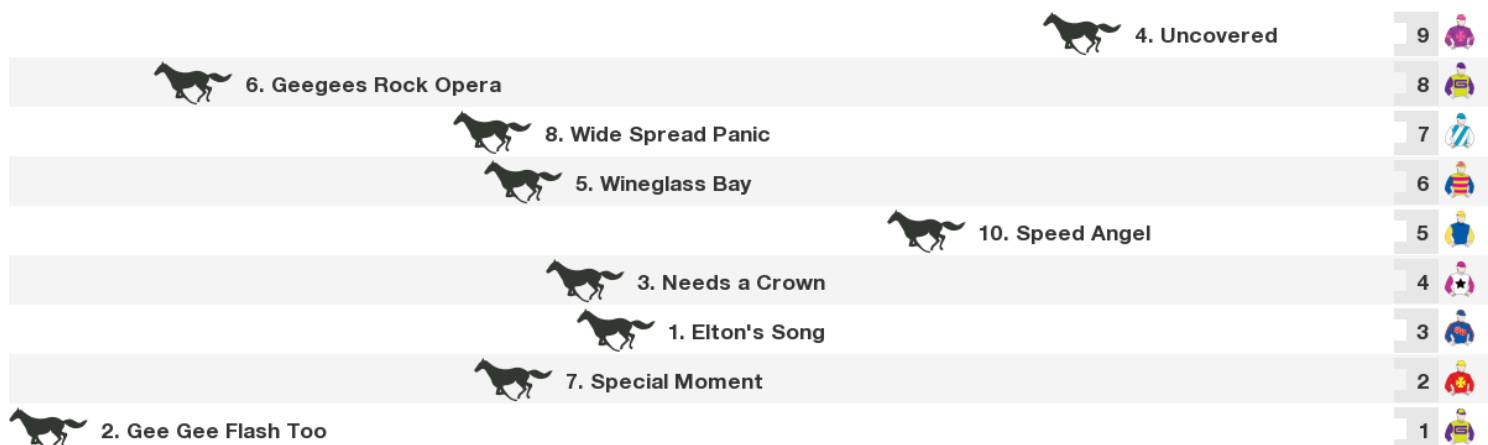 4. Uncovered 9
6. Geegees Rock Opera 8
8. Wide Spread Panic 7
5. Wineglass Bay 6
10. Speed Angel 5
3. Needs a Crown 4
1. Elton's Song 3
7. Special Moment 2
2. Gee Gee Flash Too 1